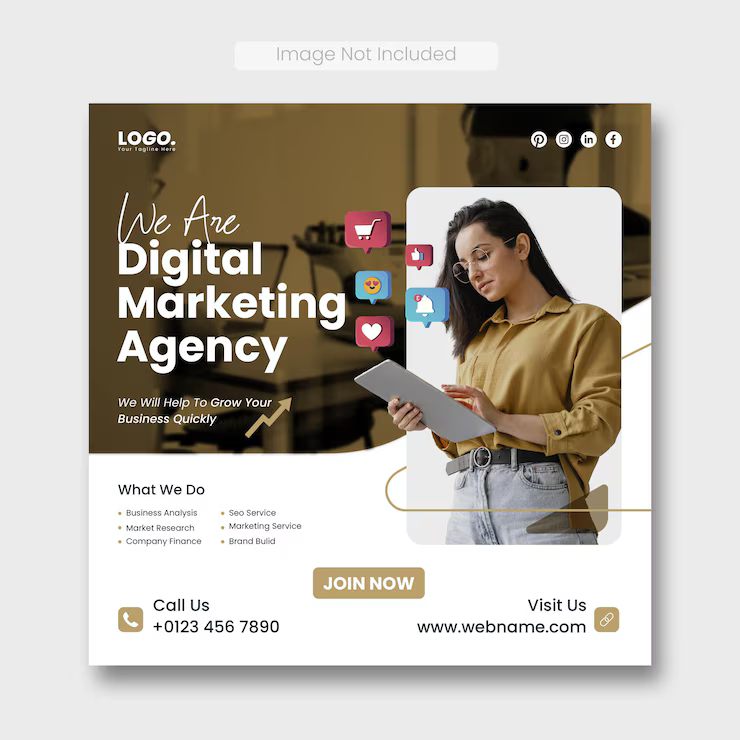 Image Not Included
LOGO.
Your Tagline Here
We Are
Digital
Marketing
Agency
We Will Help To Grow Your
Business Quickly
What We Do
Business Analysis
Market Research
Company Finance
Seo Service
Marketing Service
Brand Bulid
JOIN NOW
Call Us
+0123 456 7890
Visit Us
www.webname.com